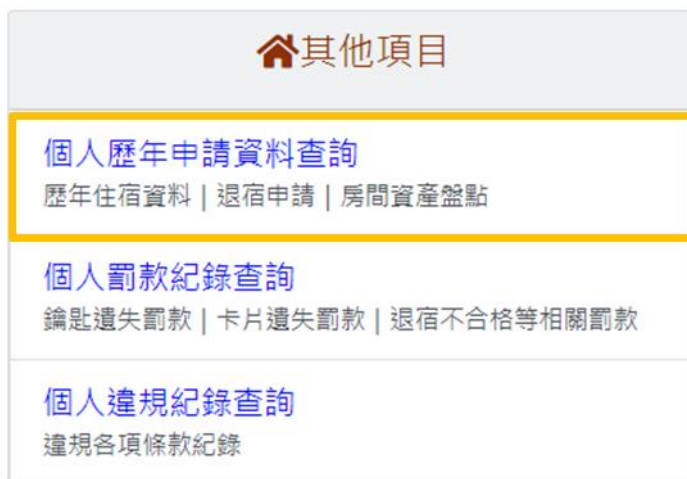 其他項目
個人歷年申請資料查詢
歷年住宿資料 | 退宿申請 | 房間資產盤點
個人罰款紀錄查詢
鑰匙遺失罰款 | 卡片遺失罰款 | 退宿不合格等相關罰款
個人違規紀錄查詢
違規各項條款紀錄